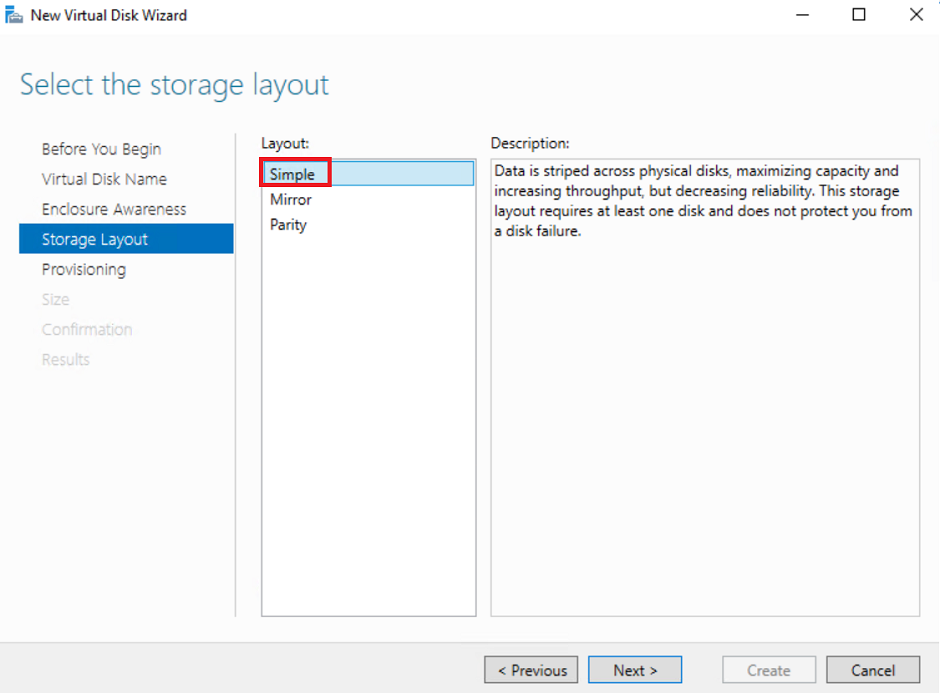 New Virtual Disk Wizard
Select the storage layout
Before You Begin
Virtual Disk Name
Enclosure Awareness
Storage Layout
Provisioning
Size
Confirmation
Results
Layout:
Simple
Mirror
Parity
Description:
Data is striped across physical disks, maximizing capacity and
increasing throughput, but decreasing reliability. This storage
layout requires at least one disk and does not protect you from
a disk failure.
< Previous
Next >
Create
Cancel